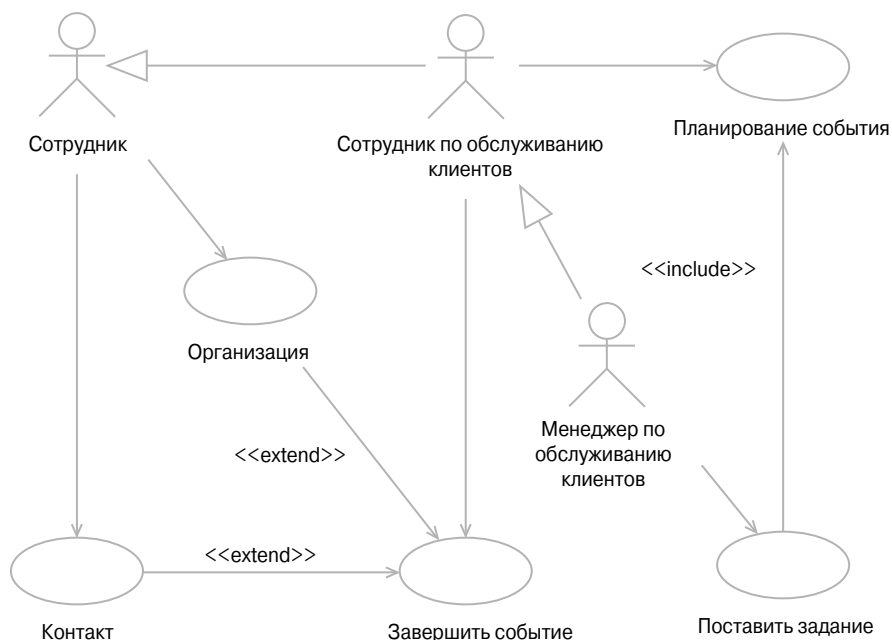 Сотрудник
Сотрудник по обслуживанию
клиентов
Планирование события
<<include>>
Организация
Менеджер по
обслуживанию
клиентов
<<extend>>
<<extend>>
Контакт
Завершить событие
Поставить задание